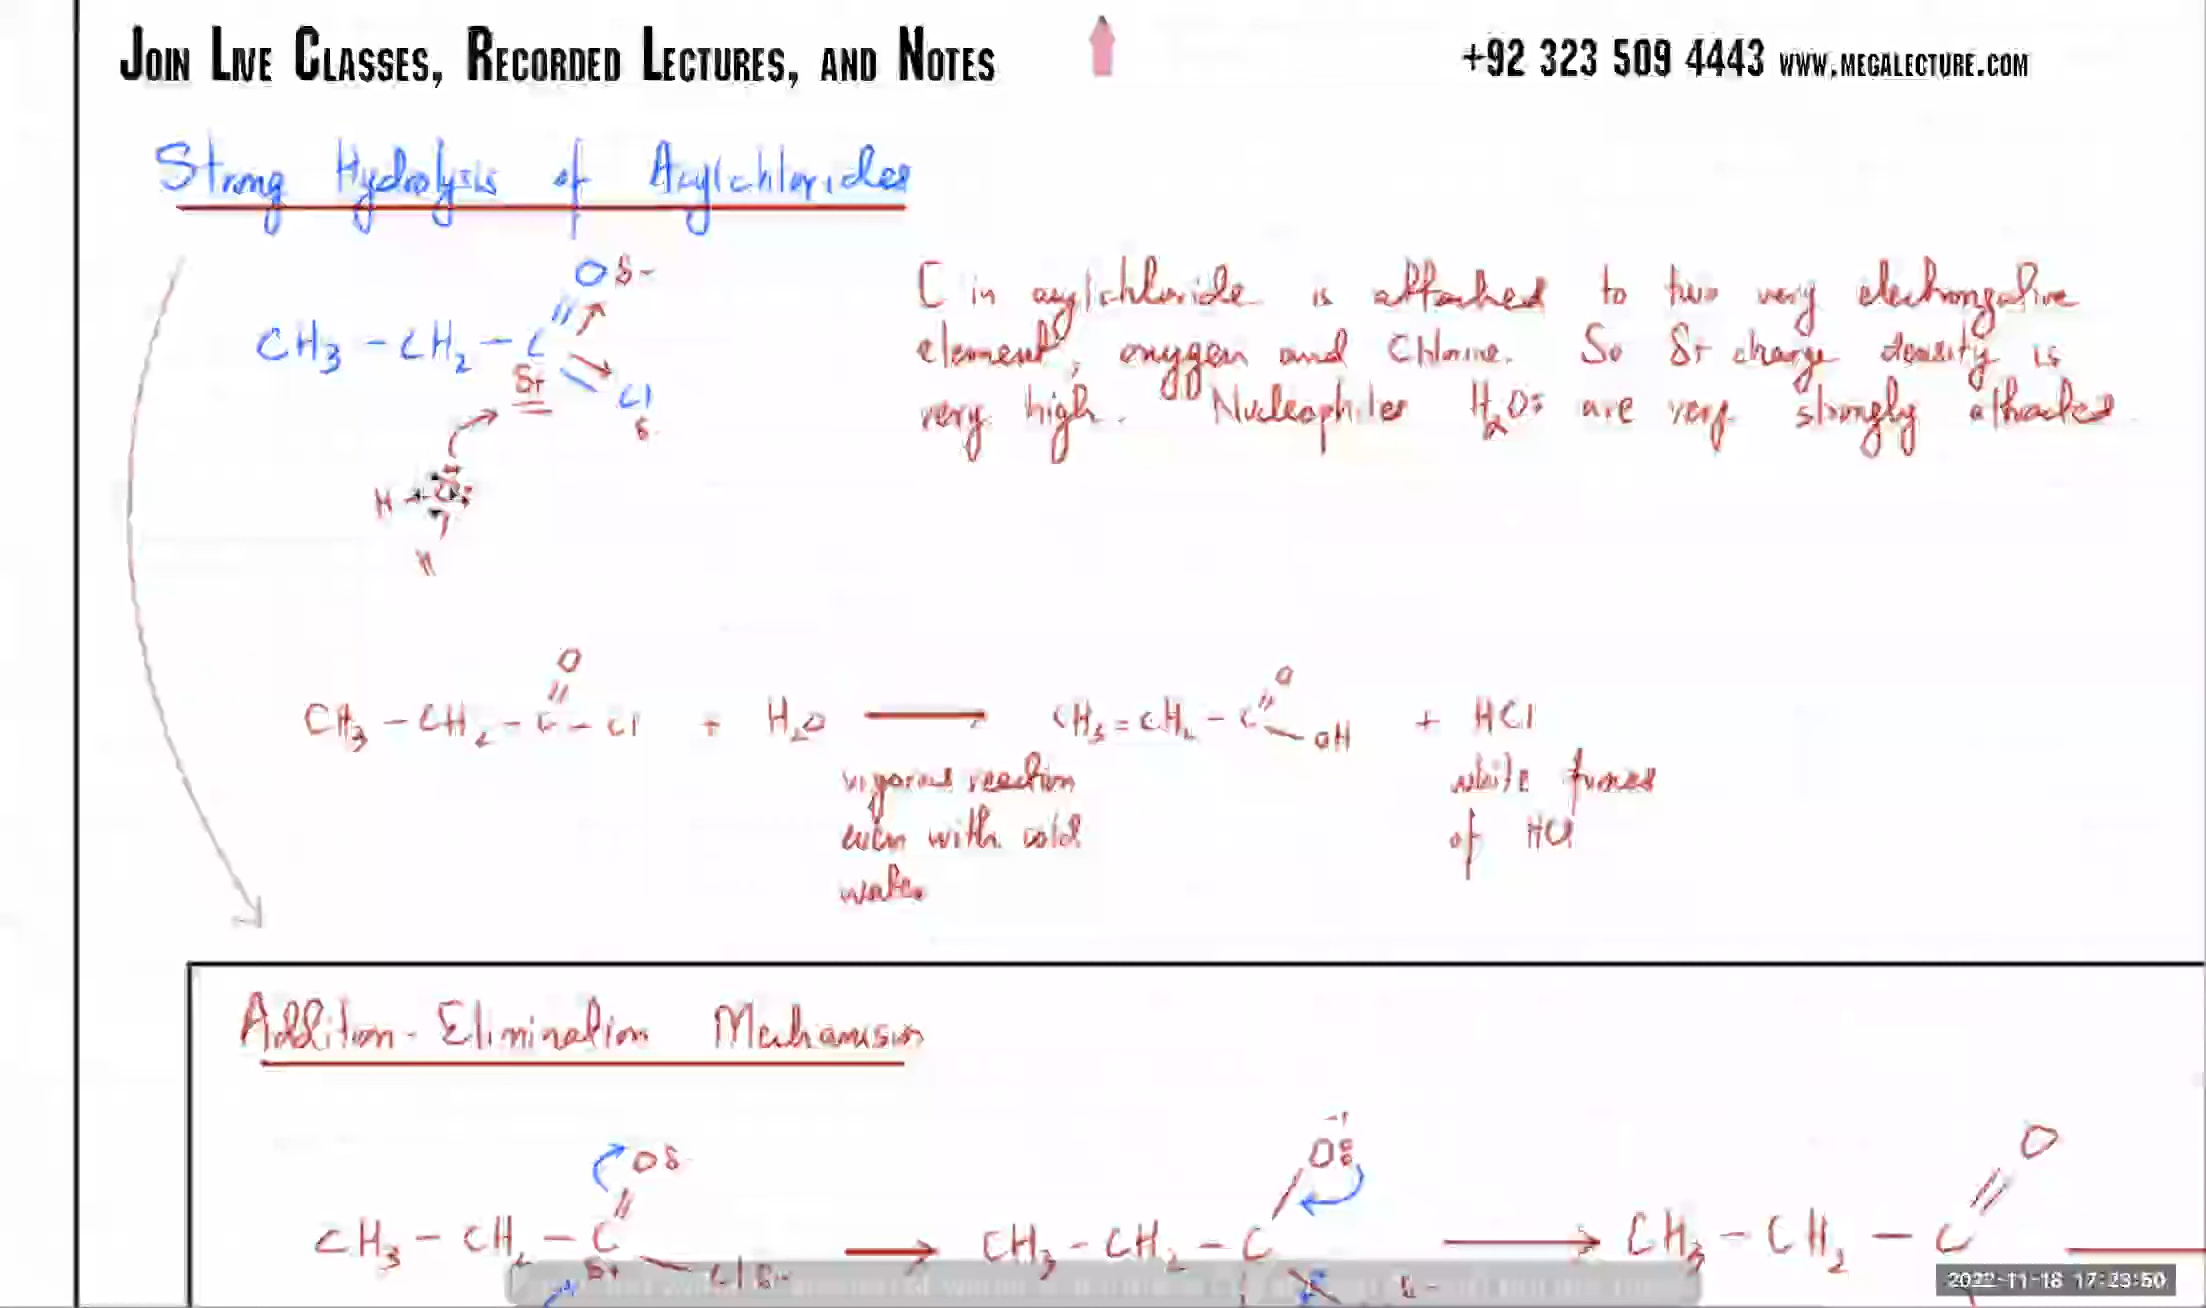 JOIN LIVE CLASSES, RECORDED LECTURES, AND NOTES
+92 323 509 4443 WWW.MEGALECTURE.COM
Strong Hydrolysis of Acylchlorides
O δ-
CH3 - CH2 - C
δ+
Cl
δ-
H
O
H
C in acylchloride is attached to two very electronegative
element, oxygen and Chlorine. So δ+ charge density is
very high. Nucleophiles H2O: are very strongly attracted
O
CH3 - CH2 - C - Cl + H2O → CH3 - CH2 - C - OH + HCl
O
vigorous reaction
even with cold
water
white fumes
of HCl
Addition-Elimination Mechanism
O δ-
CH3 - CH2 - C
δ+
Cl δ-
→
-1
O
CH3 - CH2 - C
δ-
→
O
CH3 - CH2 - C
2022-11-18 17:23:50